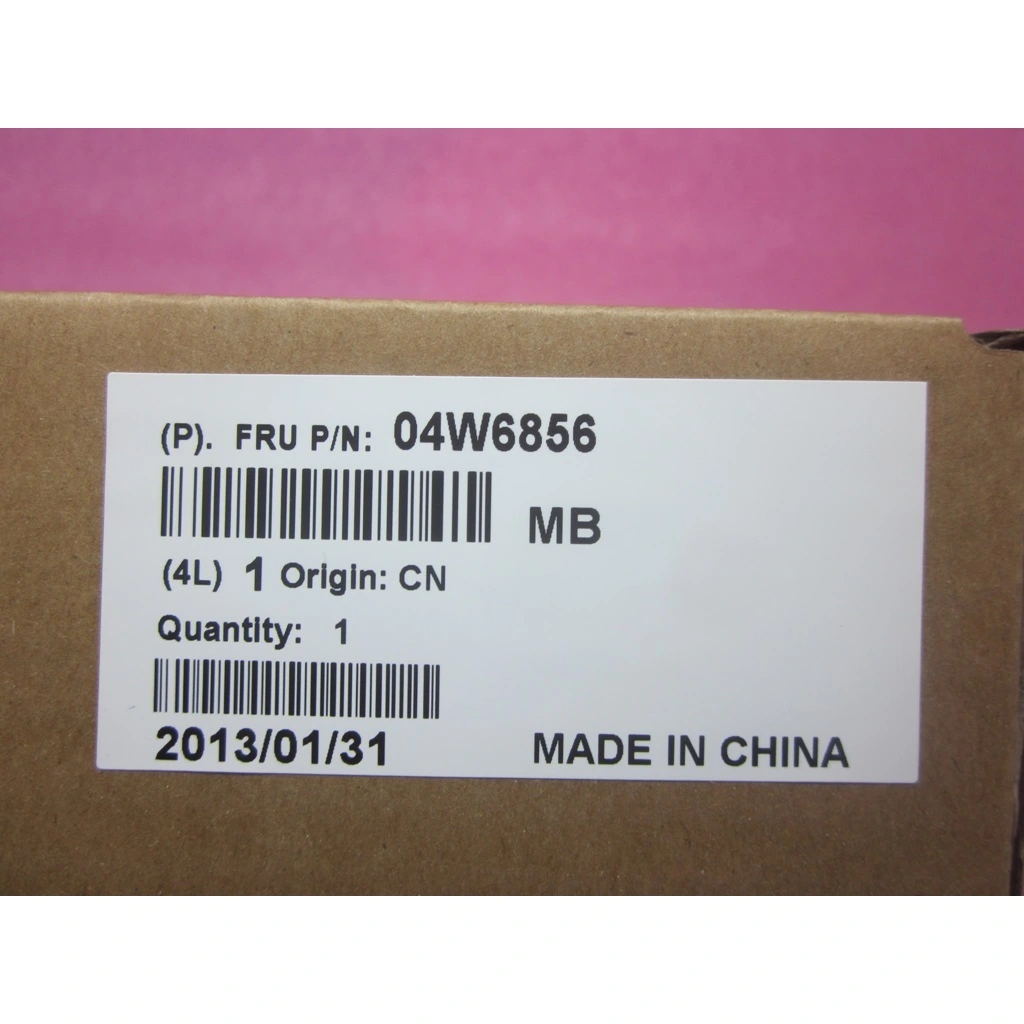 (P). FRU P/N: 04W6856
MB
(4L) 1 Origin: CN
Quantity: 1
2013/01/31 MADE IN CHINA